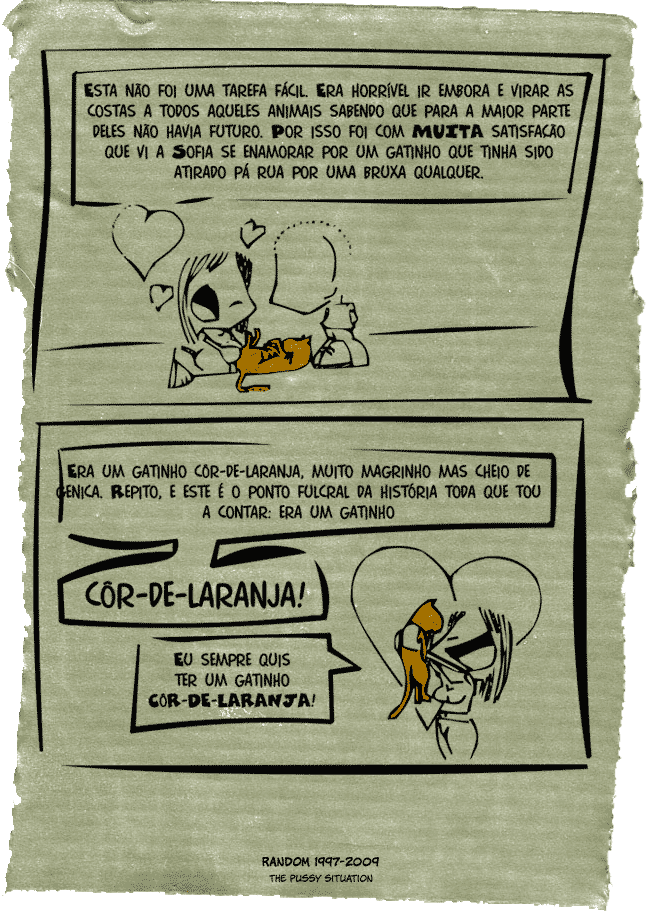 Esta não foi uma tarefa fácil. Era horrível ir embora e virar as
costas a todos aqueles animais sabendo que para a maior parte
deles não havia futuro. Por isso foi com MUITA satisfação
que vi a Sofia se enamorar por um gatinho que tinha sido
atirado pá rua por uma bruxa qualquer.
Era um gatinho côr-de-laranja, muito magrinho mas cheio de
genica. Repito, e este é o ponto fulcral da história toda que tou
a contar: era um gatinho
CÔR-DE-LARANJA!
Eu sempre quis
ter um gatinho
CÔR-DE-LARANJA!
RANDOM 1997-2009
THE PUSSY SITUATION